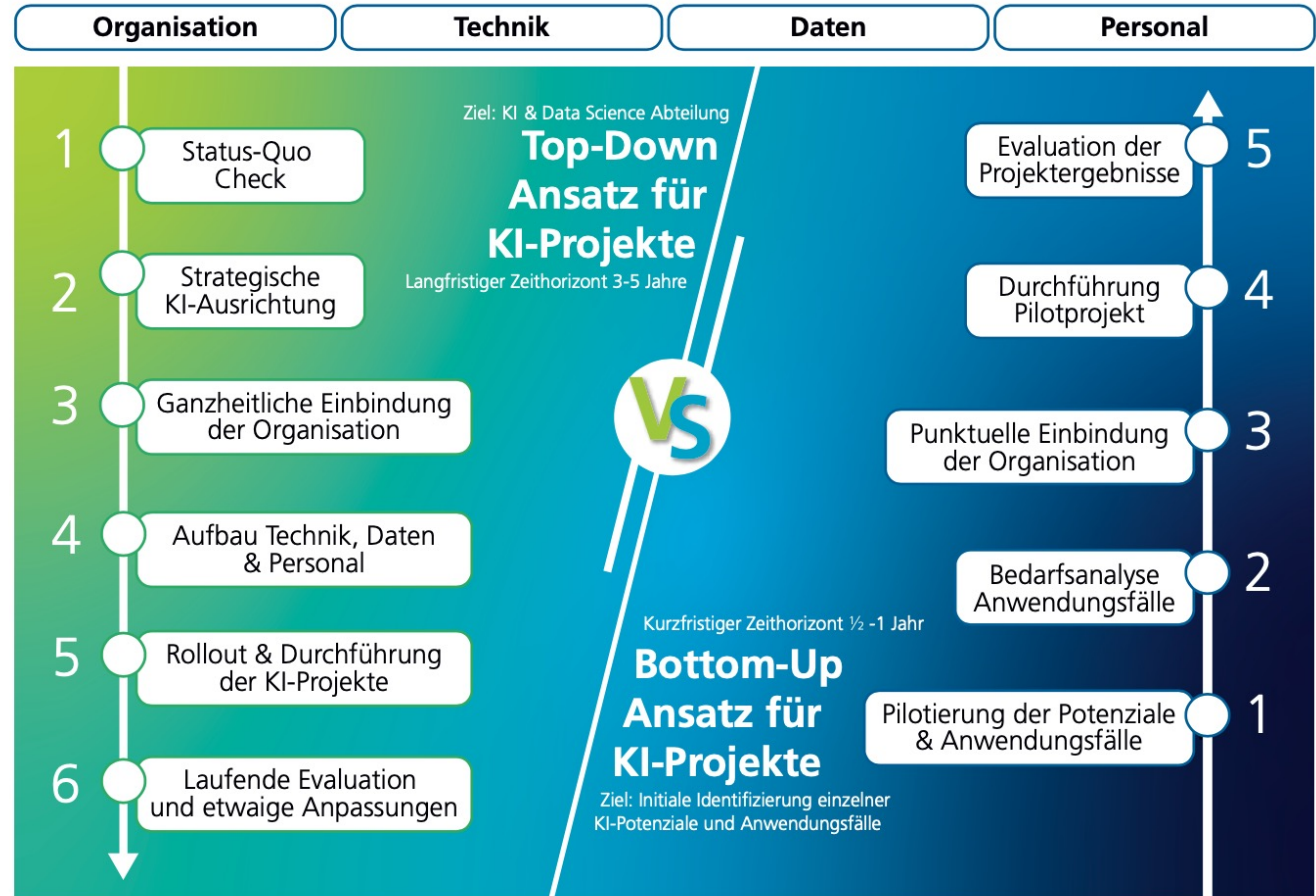 Organisation
Technik
Daten
Personal
Ziel: KI & Data Science Abteilung
Top-Down
Ansatz für
KI-Projekte
Langfristiger Zeithorizont 3-5 Jahre
1
Status-Quo
Check
2
Strategische
KI-Ausrichtung
3
Ganzheitliche Einbindung
der Organisation
4
Aufbau Technik, Daten
& Personal
5
Rollout & Durchführung
der KI-Projekte
6
Laufende Evaluation
und etwaige Anpassungen
VS
Evaluation der
Projektergebnisse
5
Durchführung
Pilotprojekt
4
Punktuelle Einbindung
der Organisation
3
Bedarfsanalyse
Anwendungsfälle
2
Pilotierung der Potenziale
& Anwendungsfälle
1
Kurzfristiger Zeithorizont ½ -1 Jahr
Bottom-Up
Ansatz für
KI-Projekte
Ziel: Initiale Identifizierung einzelner
KI-Potenziale und Anwendungsfälle